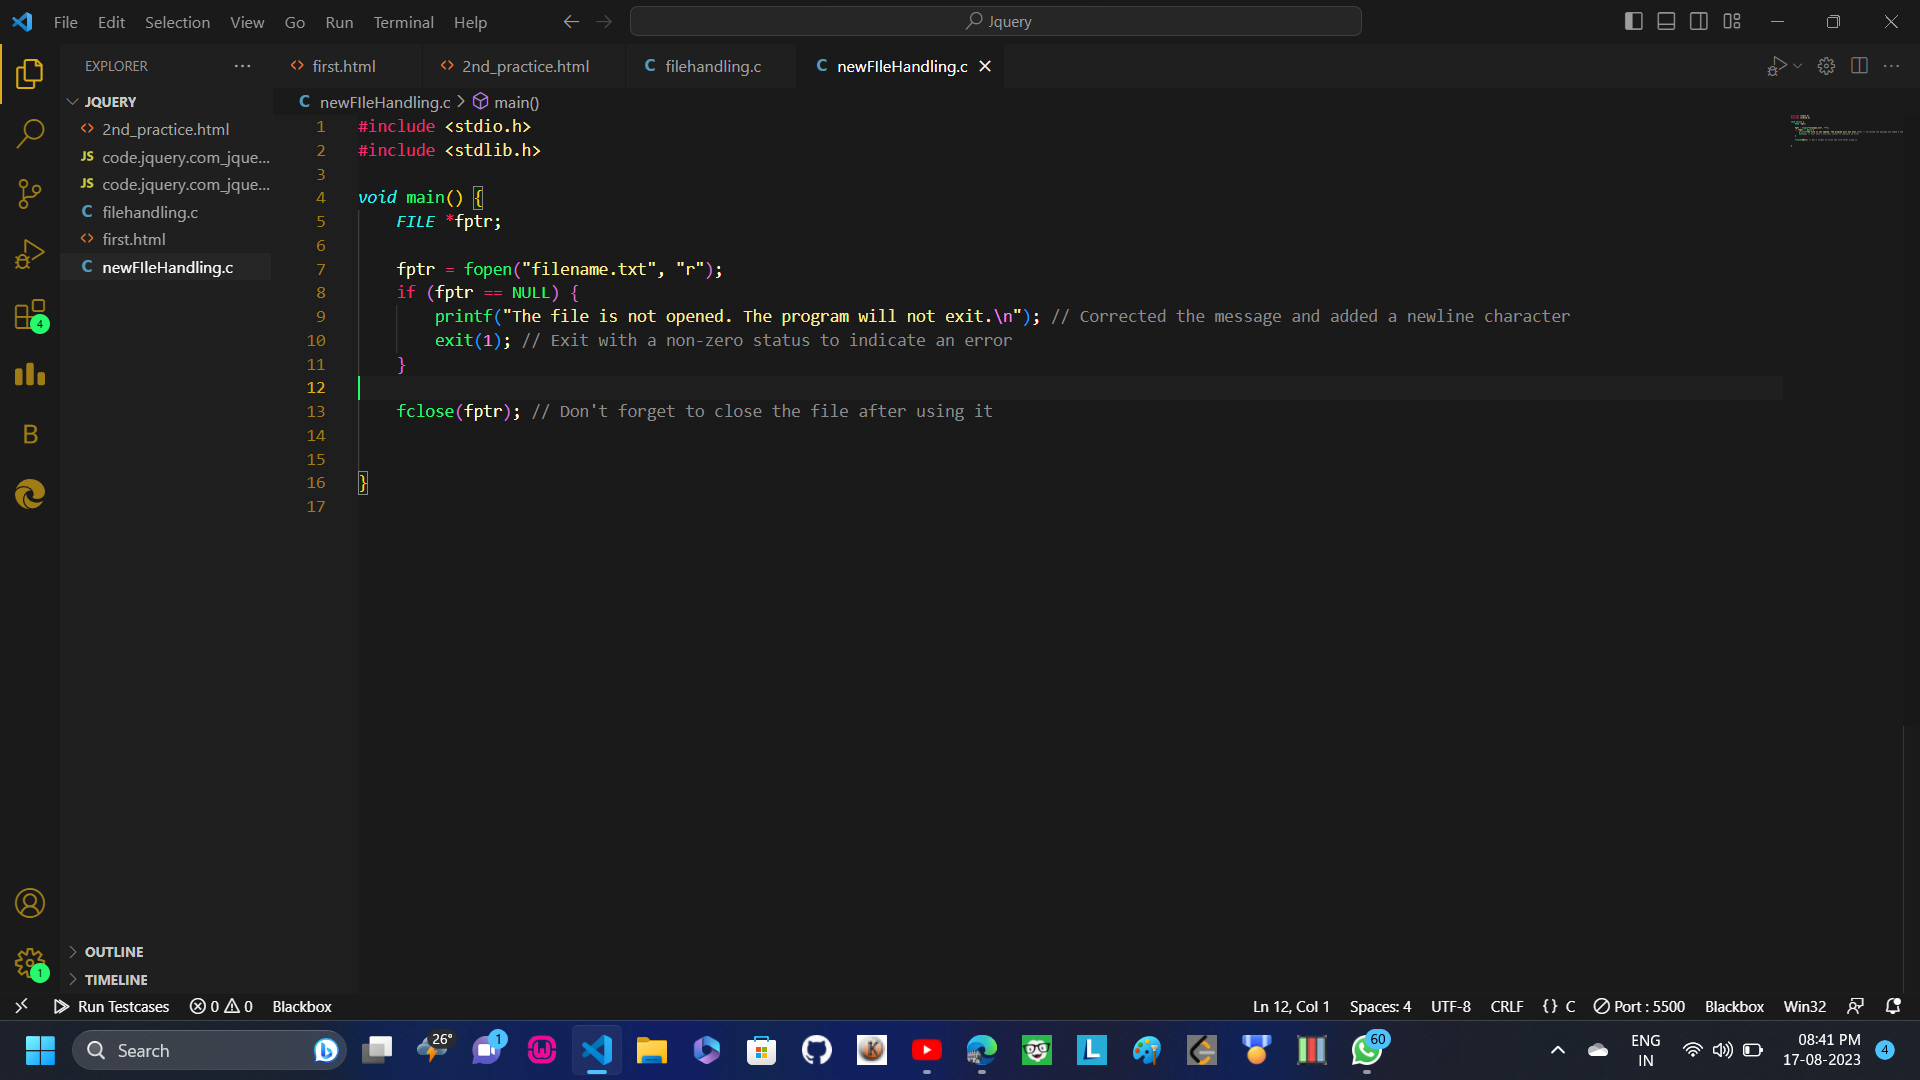 File Edit Selection View Go Run Terminal Help
Jquery
EXPLORER
first.html
2nd_practice.html
C filehandling.c
C newFIleHandling.c
JQUERY
2nd_practice.html
JS code.jquery.com_jque...
JS code.jquery.com_jque...
C filehandling.c
first.html
C newFIleHandling.c
C newFIleHandling.c > main()
1 #include <stdio.h>
2 #include <stdlib.h>
3
4 void main() {
5 FILE *fptr;
6
7 fptr = fopen("filename.txt", "r");
8 if (fptr == NULL) {
9 printf("The file is not opened. The program will not exit.\n"); // Corrected the message and added a newline character
10 exit(1); // Exit with a non-zero status to indicate an error
11 }
12
13 fclose(fptr); // Don't forget to close the file after using it
14
15
16 }
17
4
B
1
OUTLINE
TIMELINE
Run Testcases 0 0 Blackbox
Ln 12, Col 1 Spaces: 4 UTF-8 CRLF {} C Port : 5500 Blackbox Win32
Search
26°
1
K
L
60
ENG
IN
08:41 PM
17-08-2023
4